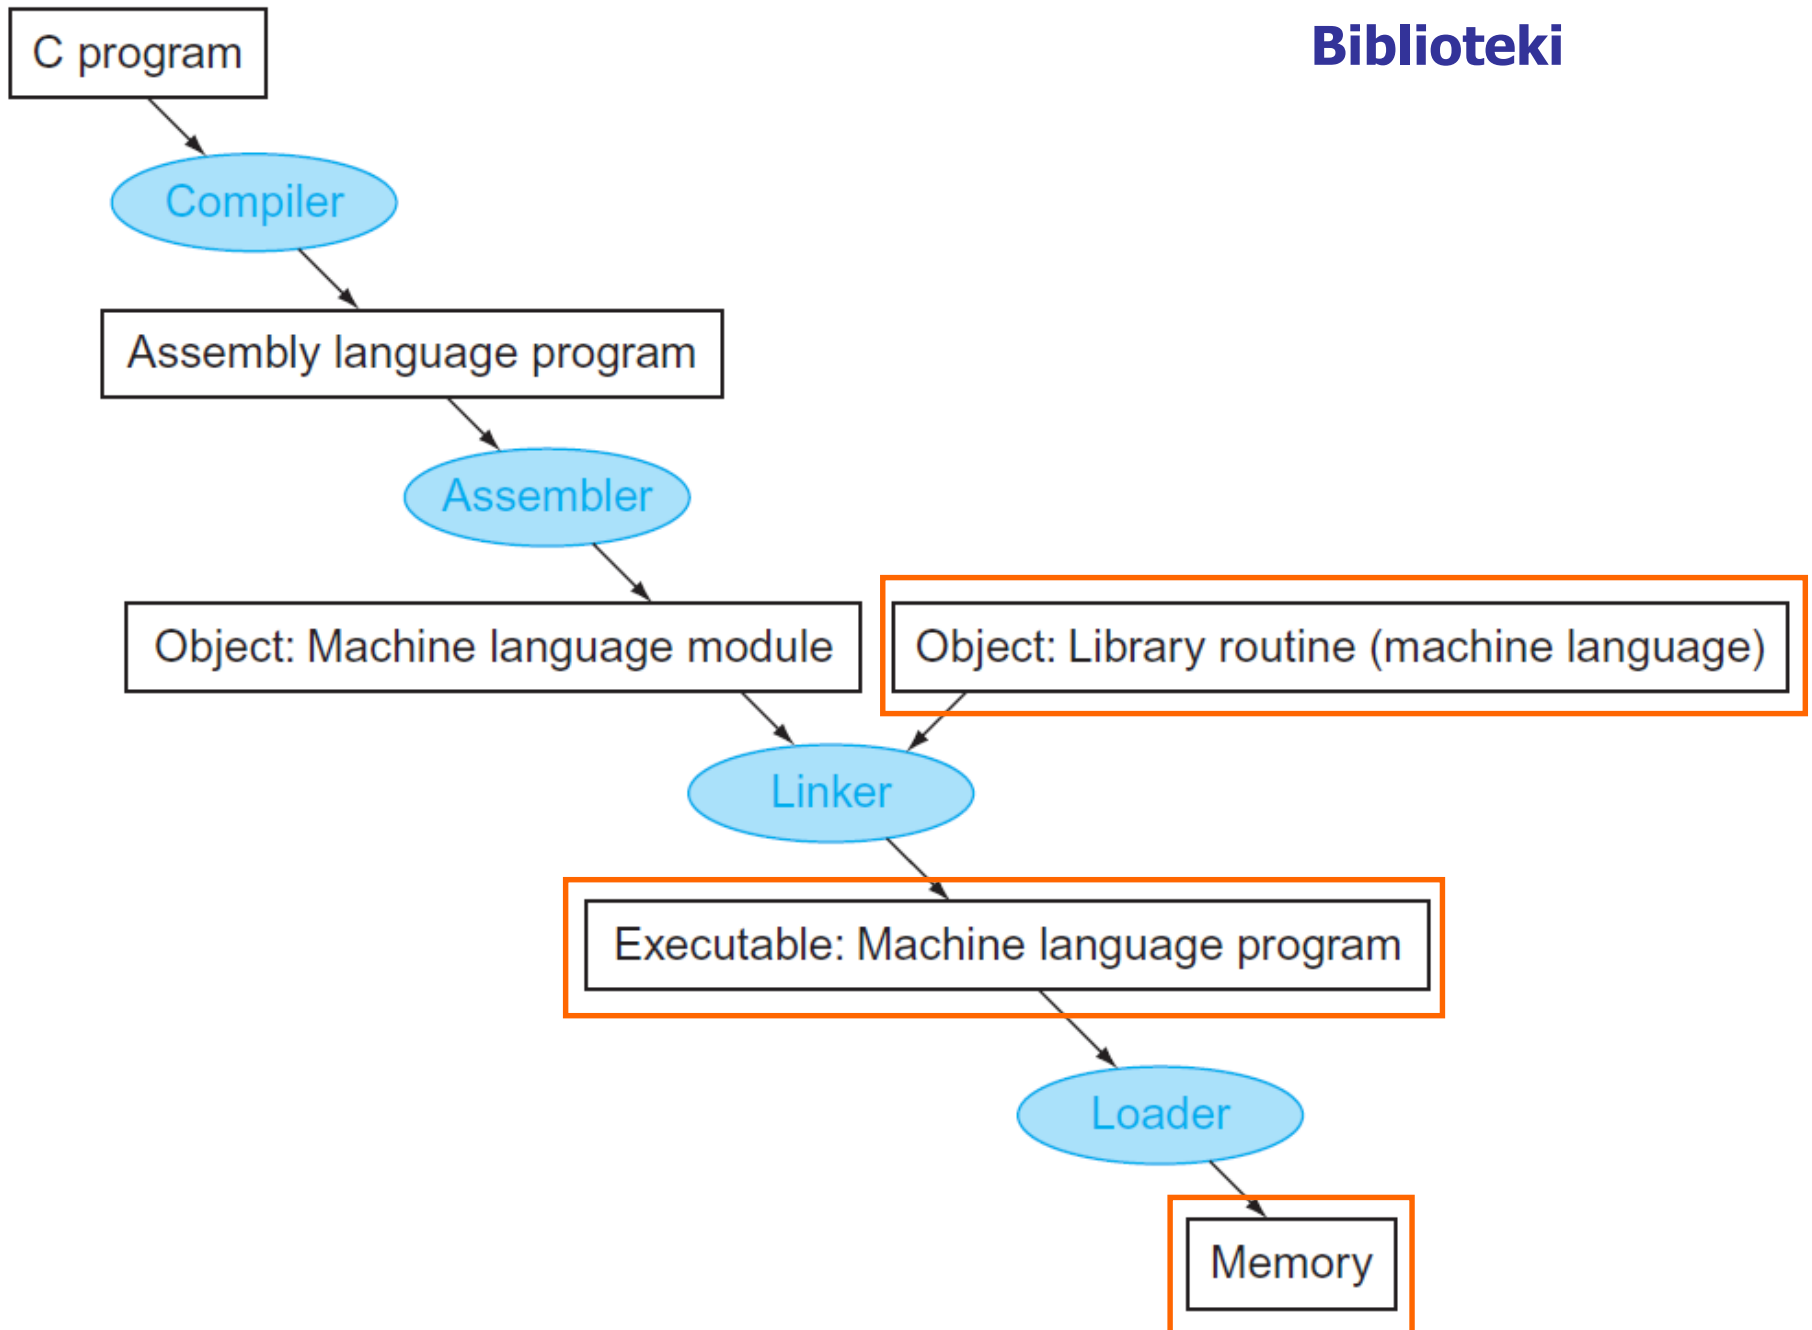 Biblioteki
C program
Compiler
Assembly language program
Assembler
Object: Machine language module
Object: Library routine (machine language)
Linker
Executable: Machine language program
Loader
Memory